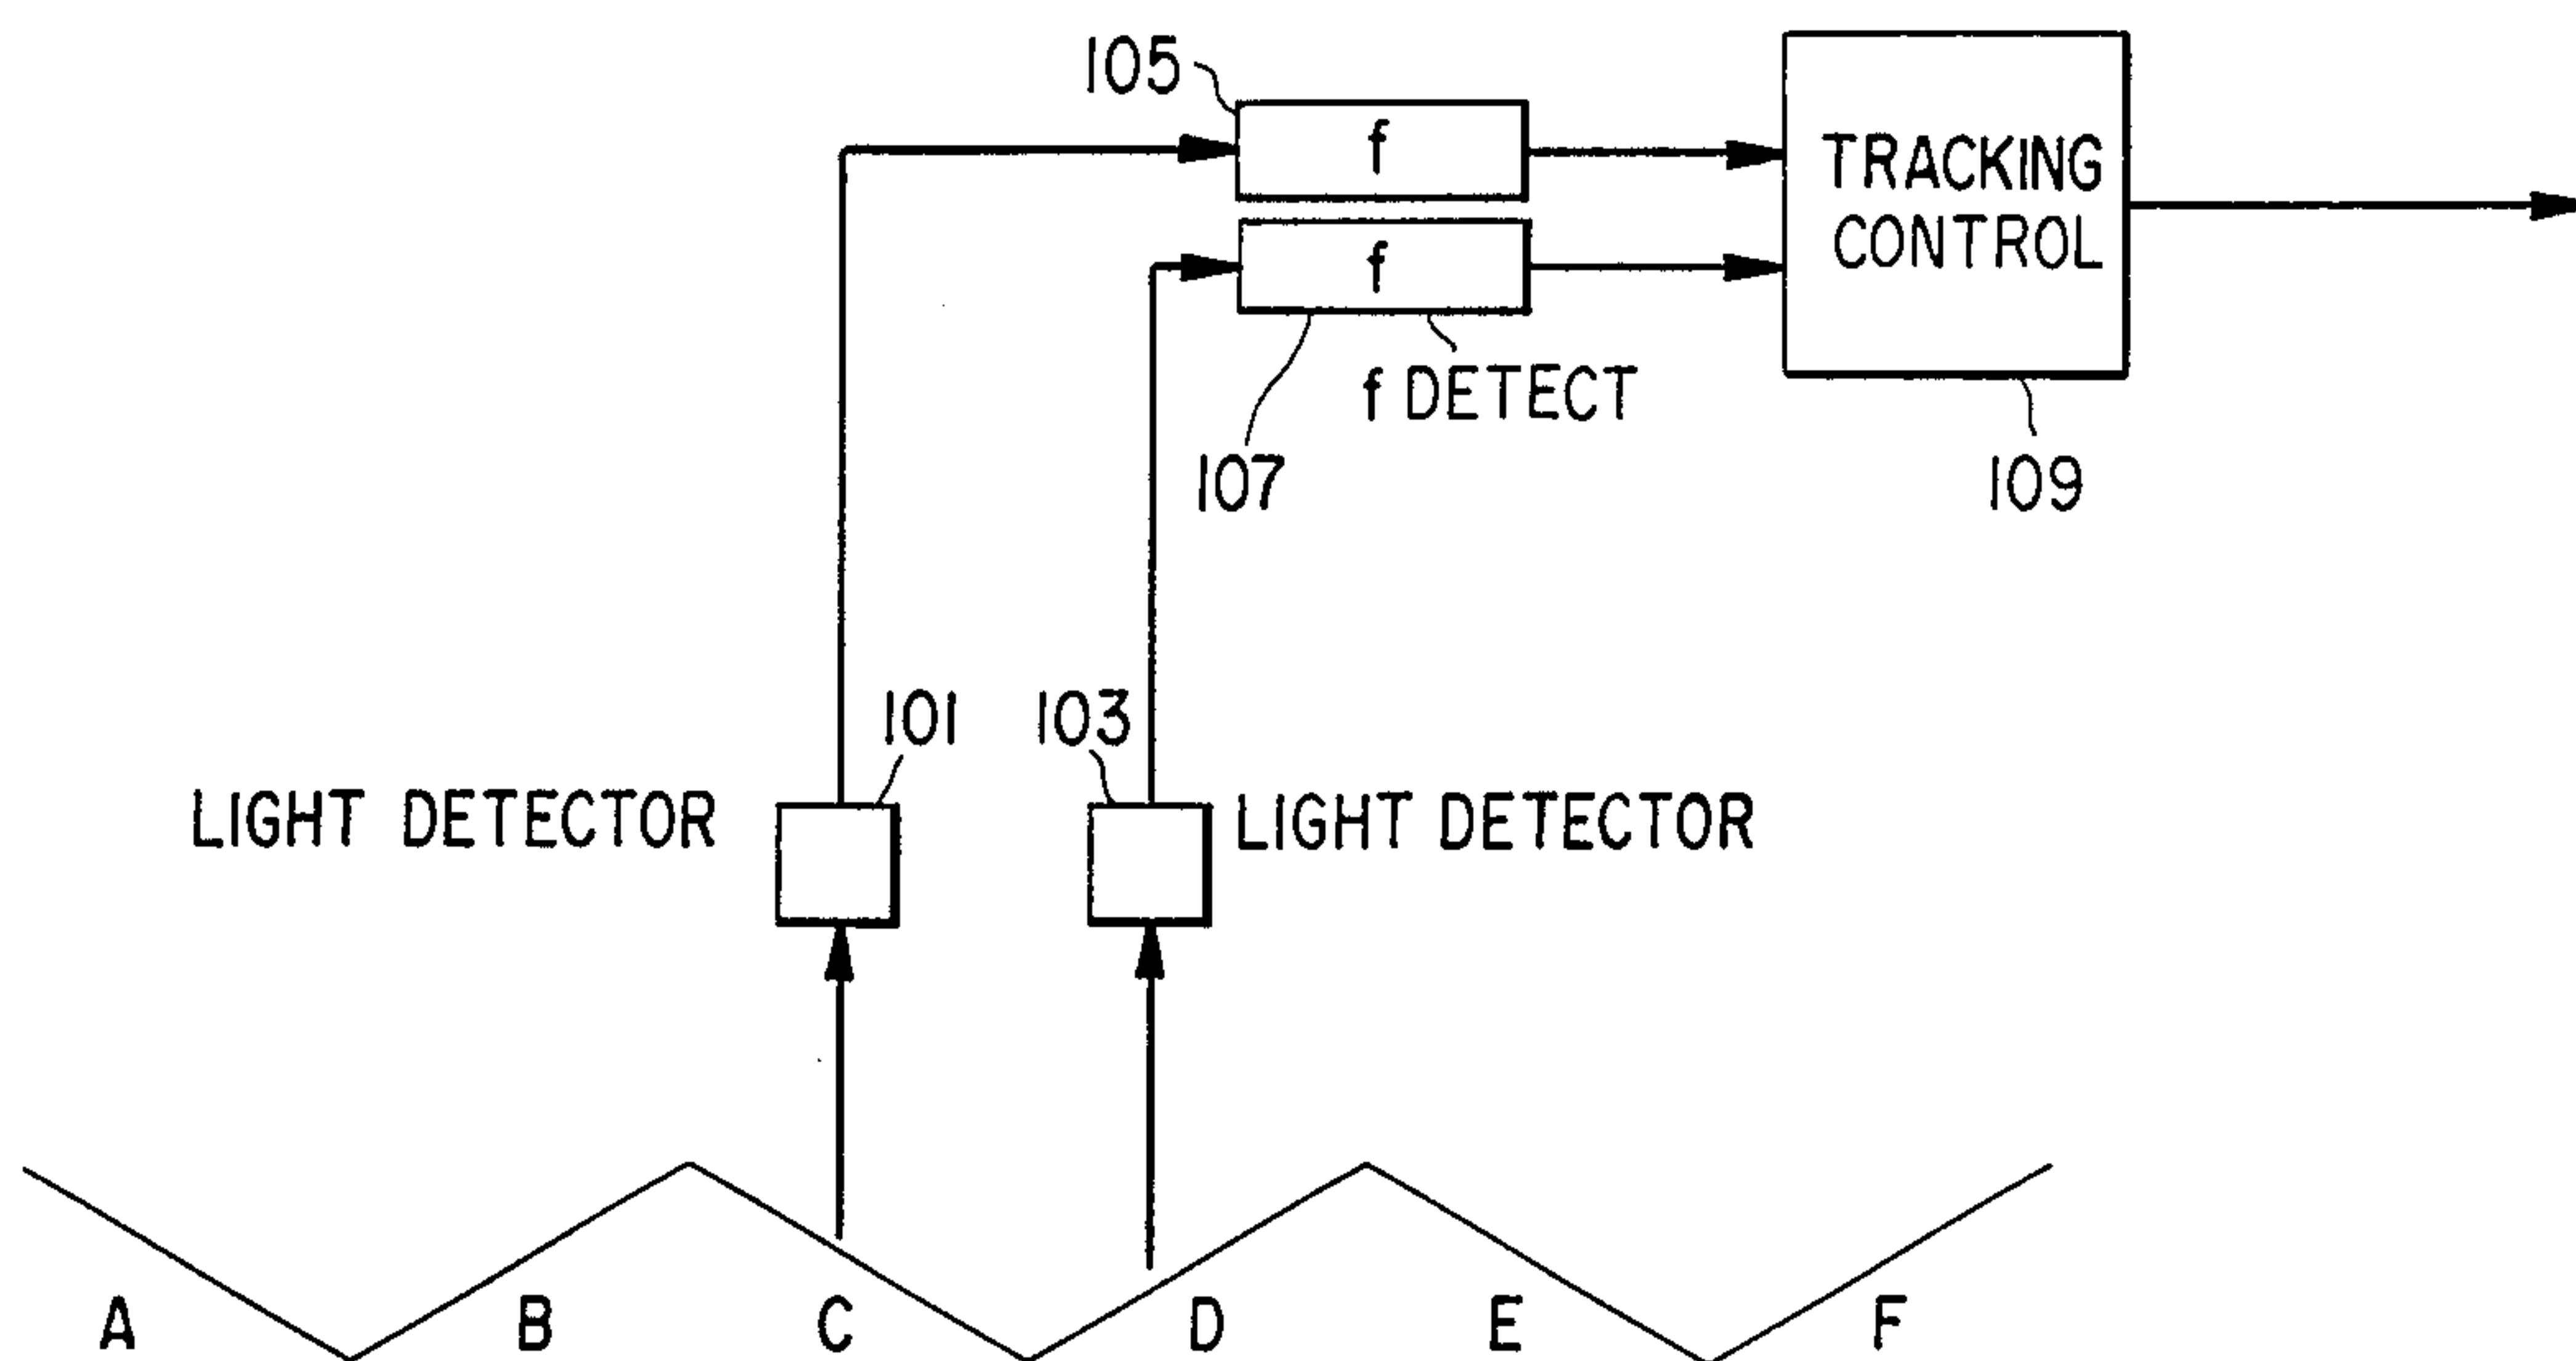 105
f
TRACKING
CONTROL
f
f DETECT
107
109
101
103
LIGHT DETECTOR
LIGHT DETECTOR
A B C D E F